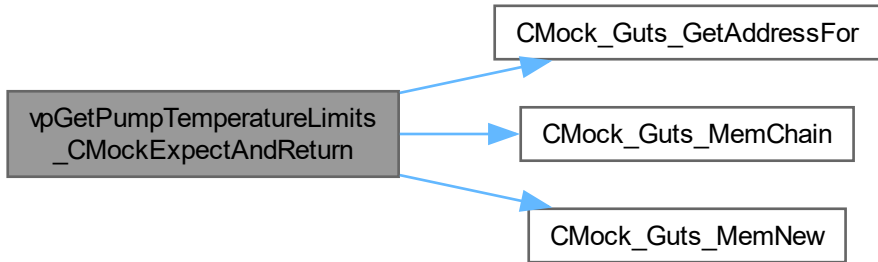 vpGetPumpTemperatureLimits
_CMockExpectAndReturn
CMock_Guts_GetAddressFor
CMock_Guts_MemChain
CMock_Guts_MemNew